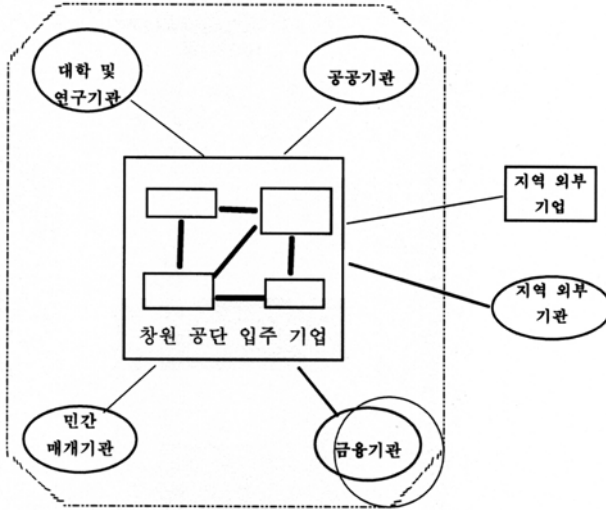 대학 및
연구기관
공공기관
지역 외부
기업
지역 외부
기관
창원 공단 입주 기업
민간
매개기관
금융기관